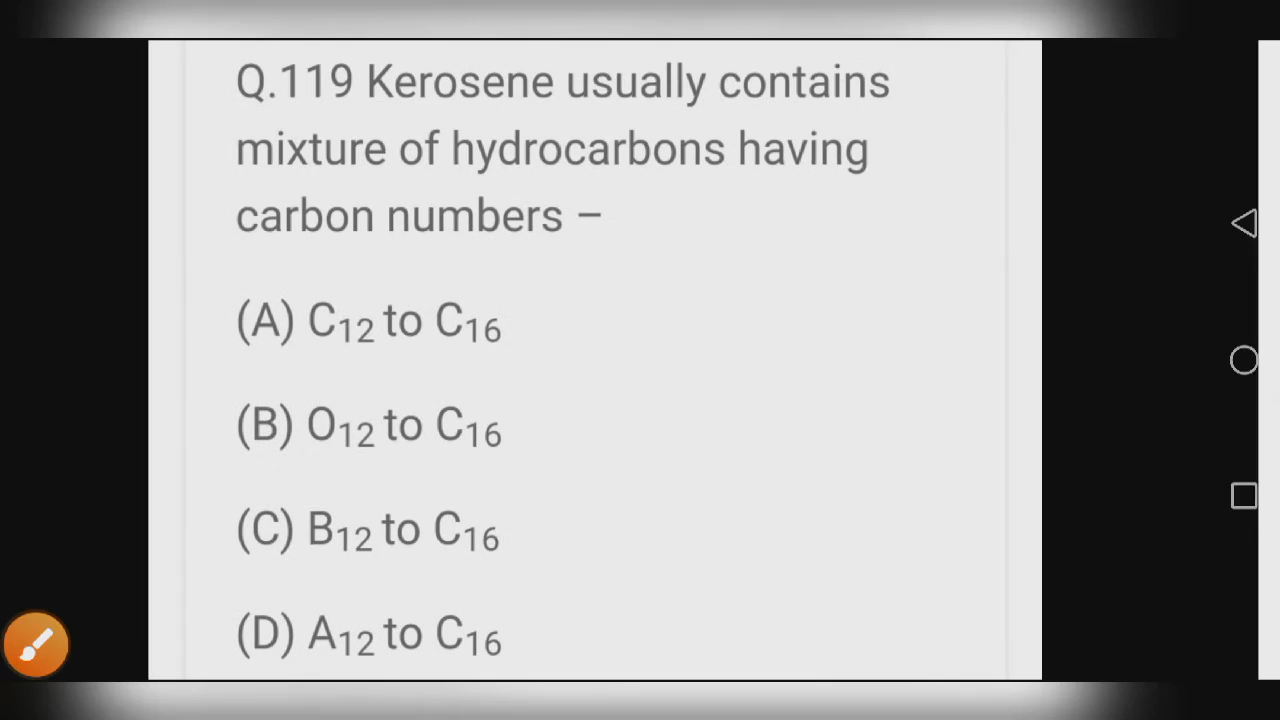 Q.119 Kerosene usually contains
mixture of hydrocarbons having
carbon numbers –
(A) C₁₂ to C₁₆
(B) O₁₂ to C₁₆
(C) B₁₂ to C₁₆
(D) A₁₂ to C₁₆